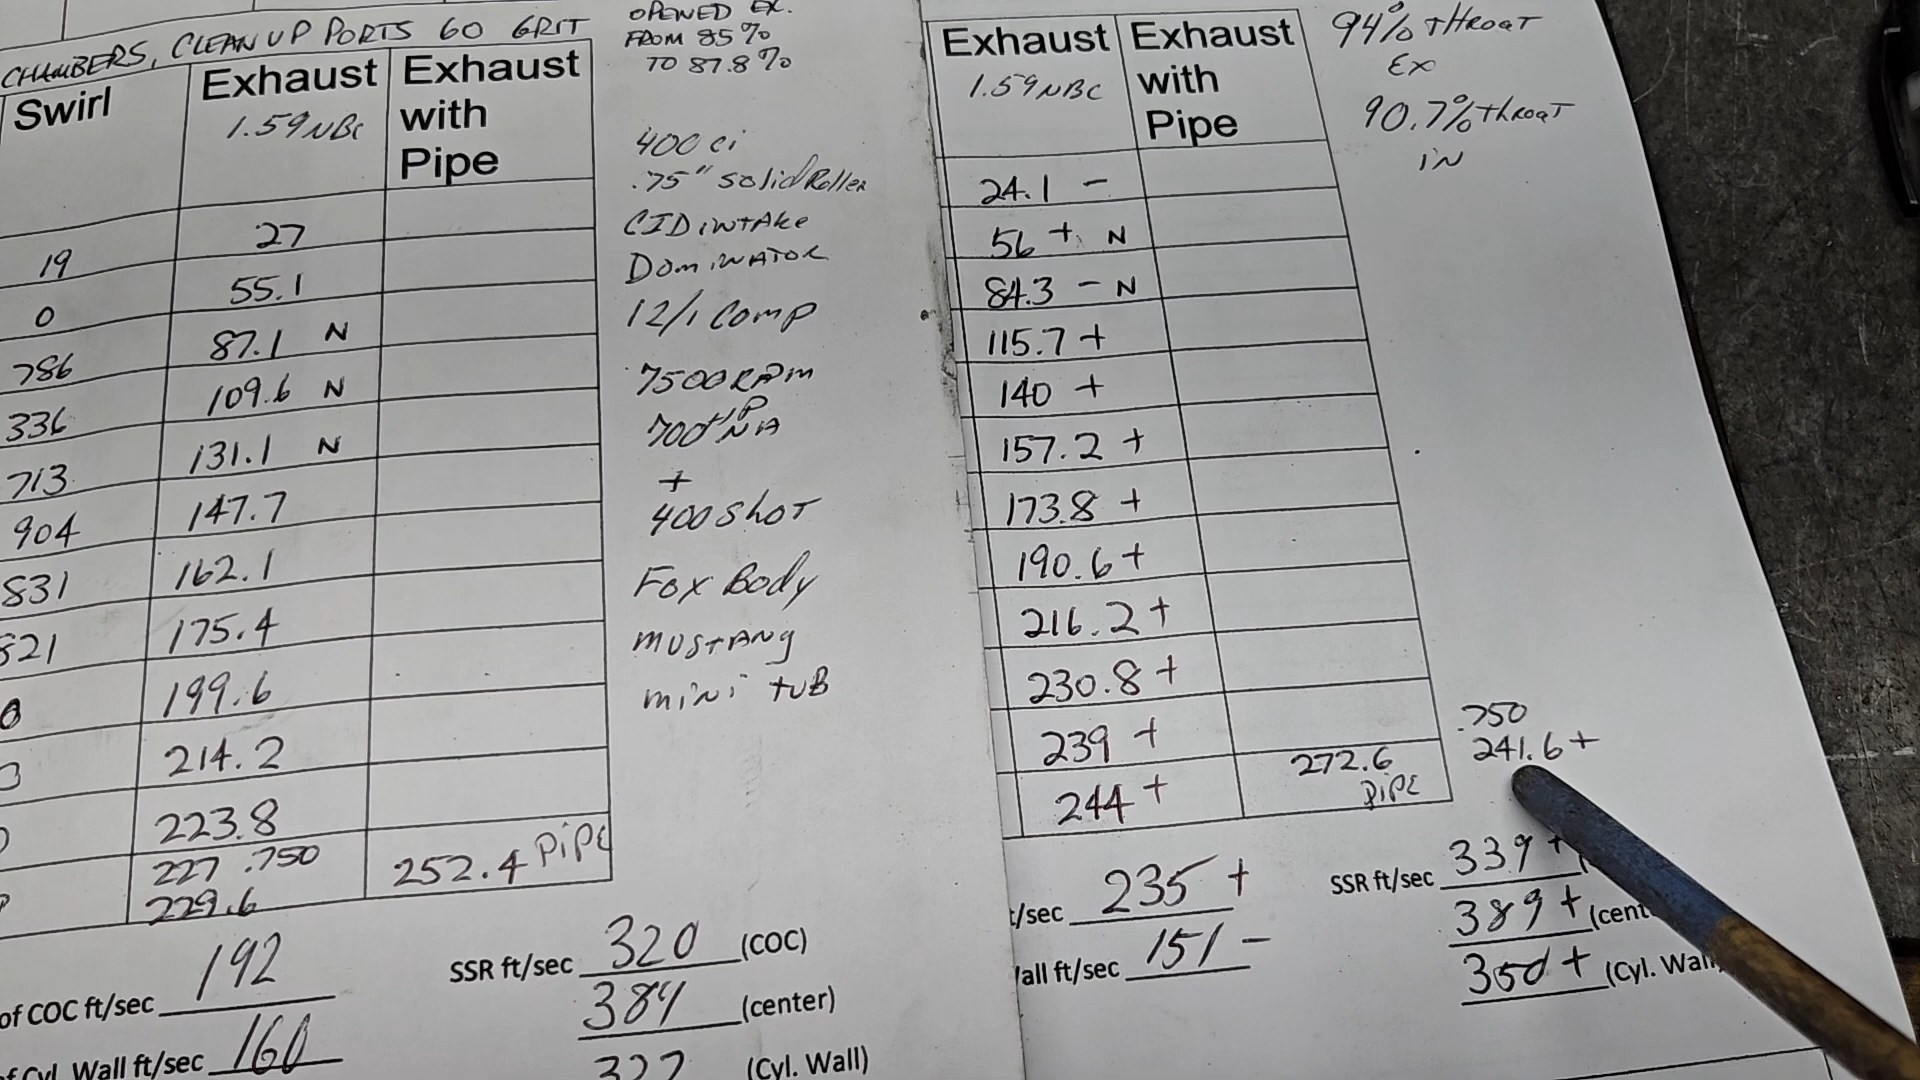 CHAMBERS, CLEAN UP PORTS 60 GRIT
Swirl
Exhaust
1.59 NBC
Exhaust
with
Pipe
27
19 55.1
0 87.1 N
786 109.6 N
336 131.1 N
713 147.7
904 162.1
831 175.4
821 199.6
214.2
223.8
227 .750
229.6
252.4 PIPE
of COC ft/sec 192
of Cyl. Wall ft/sec 160
SSR ft/sec 320 (COC)
384 (center)
327 (Cyl. Wall)
OPENED EX.
FROM 85%
TO 87.8%
400 ci
.75" Solid Roller
CID iNTAke
DomiNATOR
12/1 Comp
7500 RPM
700 HP NA
+
400 Shot
Fox Body
MUSTANg
mini tuB
Exhaust
1.59 NBC
Exhaust
with
Pipe
24.1 -
56 + N
84.3 - N
115.7 +
140 +
157.2 +
173.8 +
190.6 +
216.2 +
230.8 +
239 +
244 +
272.6
PIPE
94% THROAT
EX
90.7% THROAT
IN
.750
241.6 +
t/sec 235 +
all ft/sec 151 -
SSR ft/sec 339 +
389 + (cent
350 + (Cyl. Wall)